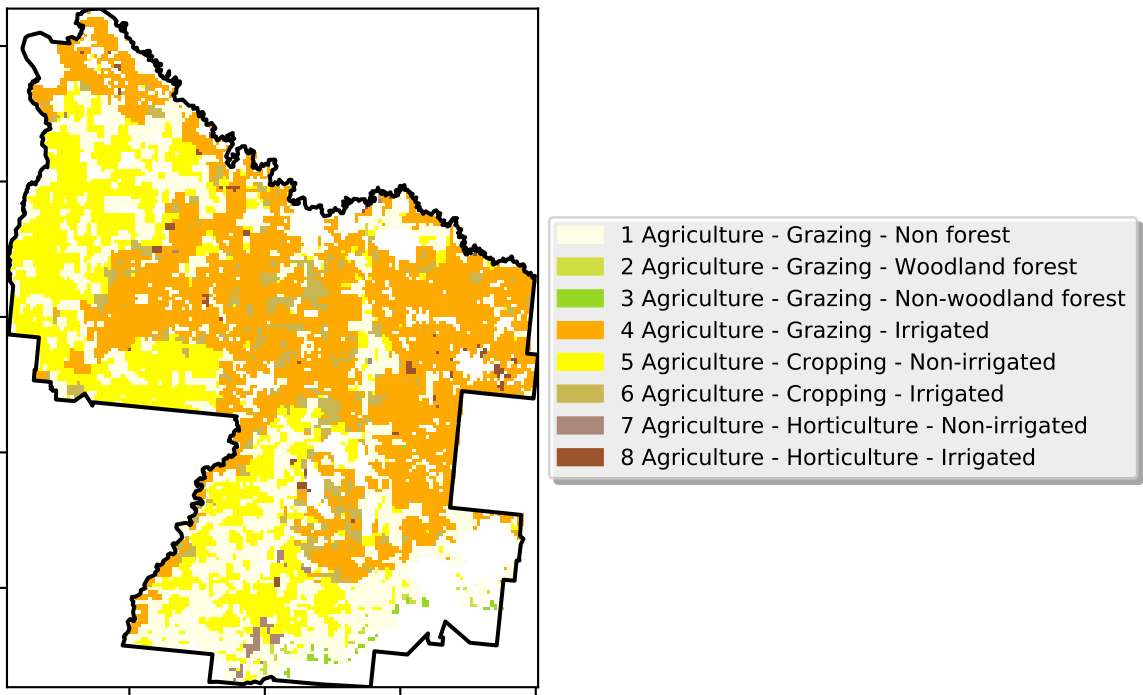 1 Agriculture - Grazing - Non forest
2 Agriculture - Grazing - Woodland forest
3 Agriculture - Grazing - Non-woodland forest
4 Agriculture - Grazing - Irrigated
5 Agriculture - Cropping - Non-irrigated
6 Agriculture - Cropping - Irrigated
7 Agriculture - Horticulture - Non-irrigated
8 Agriculture - Horticulture - Irrigated